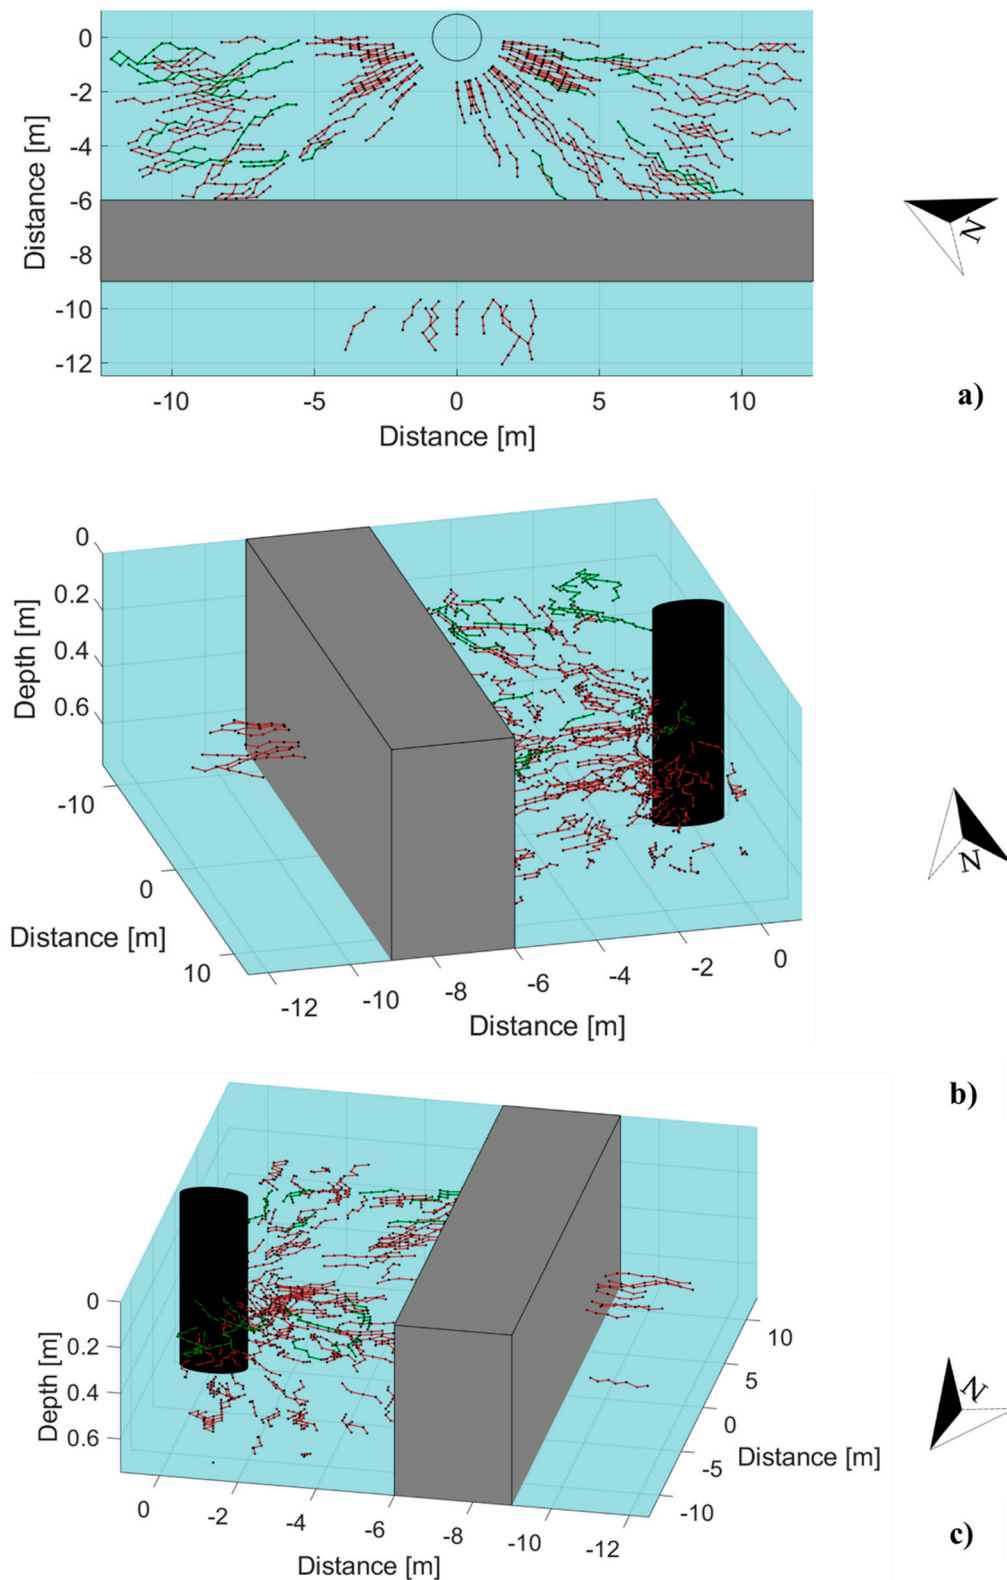 0
-2
-4
-6
-8
-10
-12
Distance [m]
-10 -5 0 5 10
Distance [m]
N
a)
0
0.2
0.4
0.6
Depth [m]
-10
0
10
Distance [m]
-12 -10 -8 -6 -4 -2 0
Distance [m]
N
b)
0
0.2
0.4
0.6
Depth [m]
10
5
0
-5
-10
Distance [m]
0 -2 -4 -6 -8 -10 -12
Distance [m]
N
c)